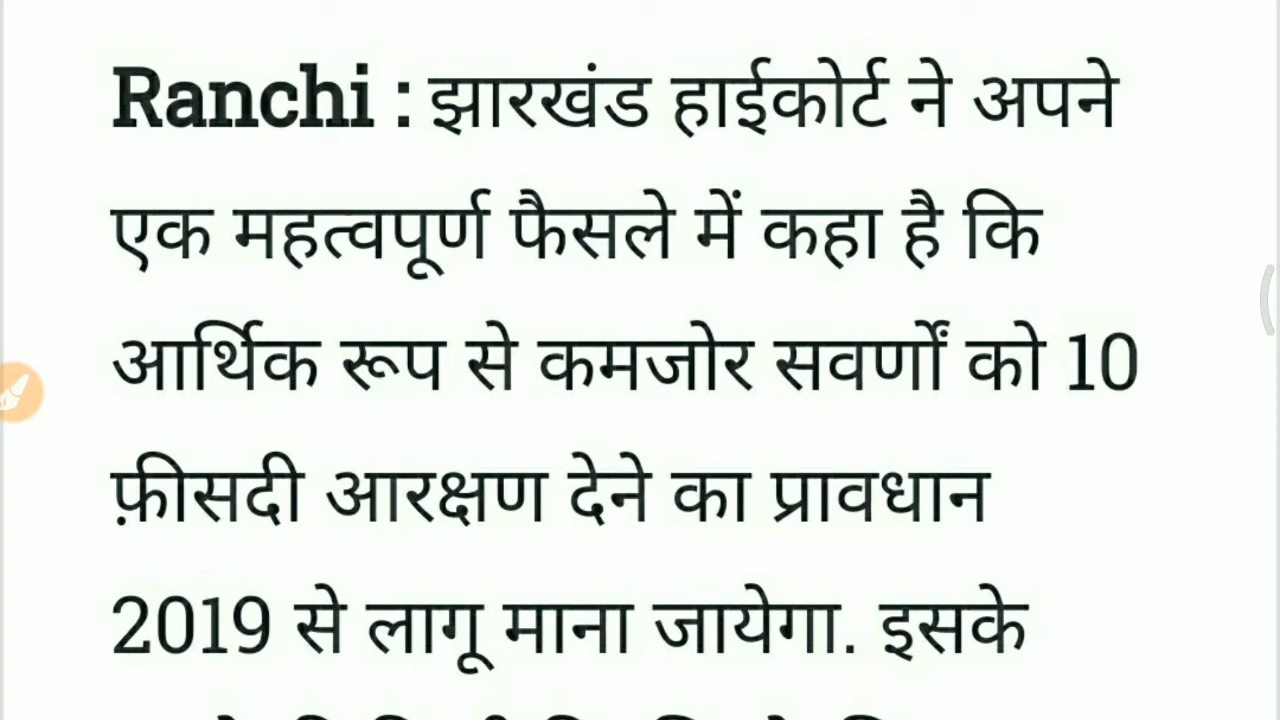 Ranchi : झारखंड हाईकोर्ट ने अपने
एक महत्वपूर्ण फैसले में कहा है कि
आर्थिक रूप से कमजोर सवर्णों को 10
फ़ीसदी आरक्षण देने का प्रावधान
2019 से लागू माना जायेगा. इसके